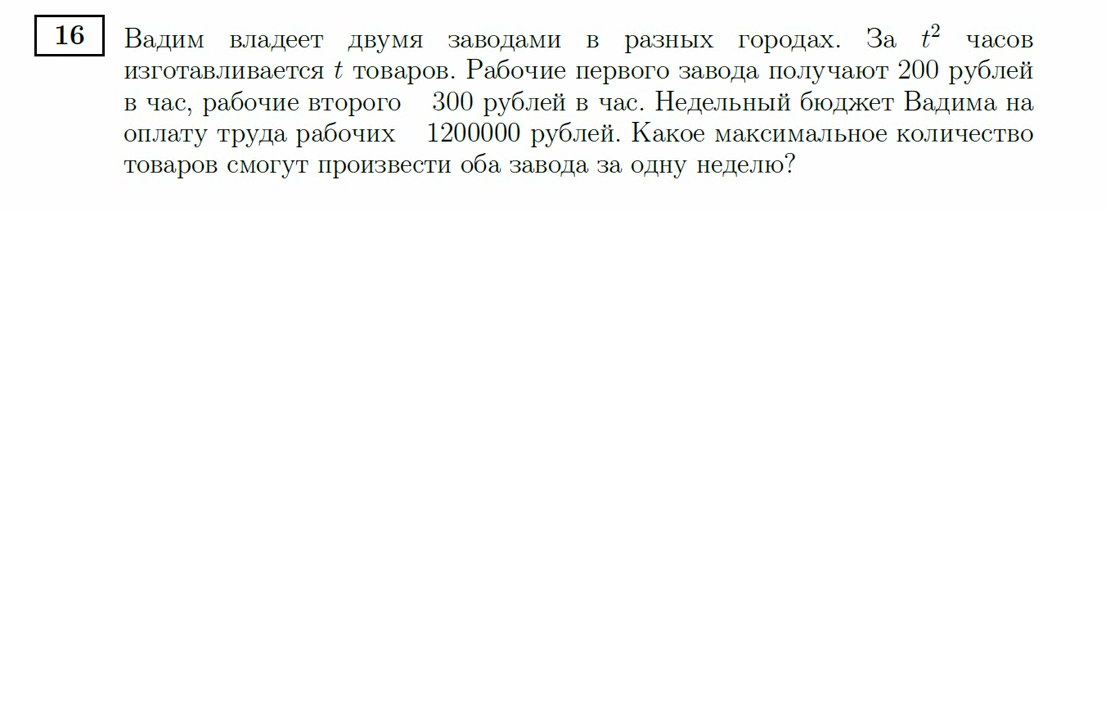 16
Вадим владеет двумя заводами в разных городах. За t² часов
изготавливается t товаров. Рабочие первого завода получают 200 рублей
в час, рабочие второго 300 рублей в час. Недельный бюджет Вадима на
оплату труда рабочих 1200000 рублей. Какое максимальное количество
товаров смогут произвести оба завода за одну неделю?